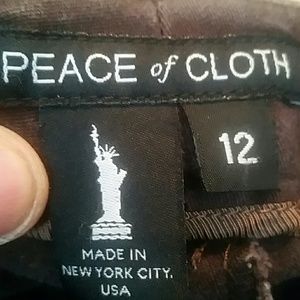 PEACE of CLOTH
12
MADE IN
NEW YORK CITY.
USA